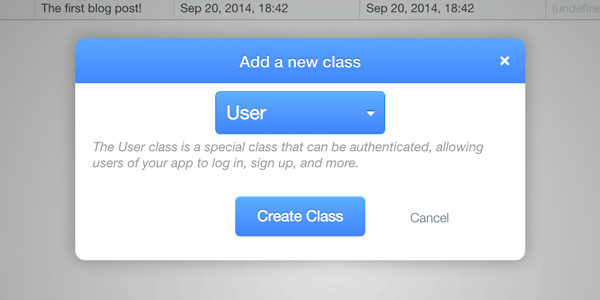 The first blog post! Sep 20, 2014, 18:42 Sep 20, 2014, 18:42 (undefine
Add a new class ×
User
The User class is a special class that can be authenticated, allowing
users of your app to log in, sign up, and more.
Create Class Cancel